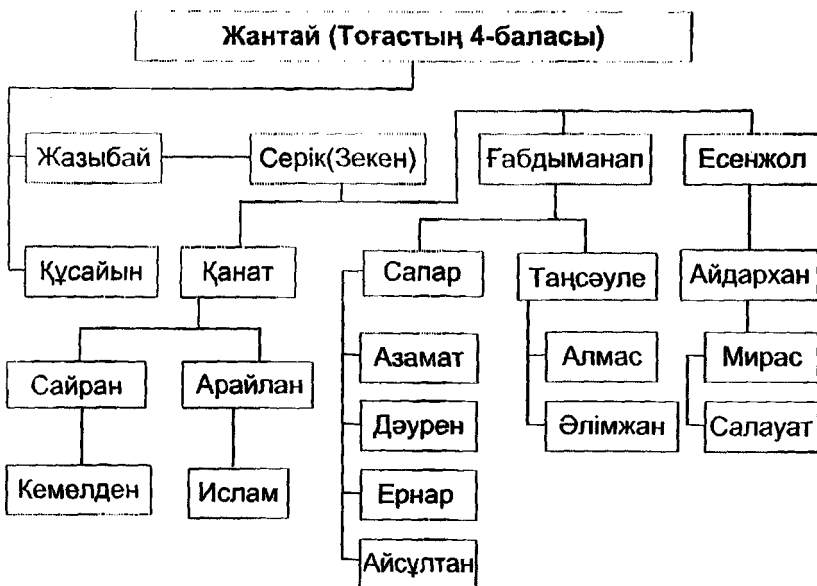 Жантай (Тоғастың 4-баласы)
Жазыбай
Серік(Зекен)
Ғабдыманап
Есенжол
Құсайын
Қанат
Сапар
Таңсәуле
Айдархан
Сайран
Арайлан
Азамат
Алмас
Мирас
Дәурен
Әлімжан
Салауат
Кемелден
Ислам
Ернар
Айсұлтан